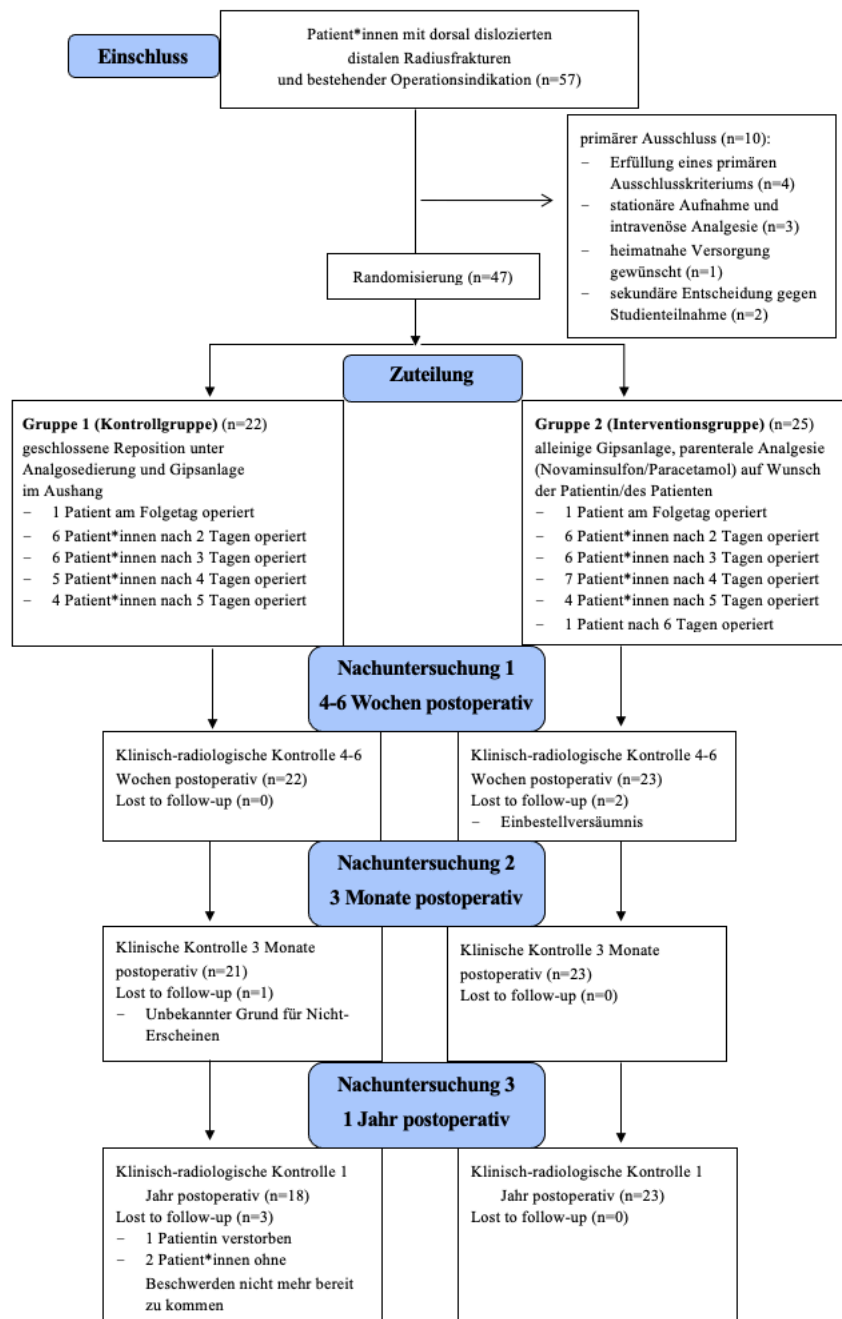 Einschluss
Patient*innen mit dorsal dislozierten
distalen Radiusfrakturen
und bestehender Operationsindikation (n=57)
primärer Ausschluss (n=10):
− Erfüllung eines primären
Ausschlusskriteriums (n=4)
− stationäre Aufnahme und
intravenöse Analgesie (n=3)
− heimatnahe Versorgung
gewünscht (n=1)
− sekundäre Entscheidung gegen
Studienteilnahme (n=2)
Randomisierung (n=47)
Zuteilung
Gruppe 1 (Kontrollgruppe) (n=22)
geschlossene Reposition unter
Analgosedierung und Gipsanlage
im Aushang
− 1 Patient am Folgetag operiert
− 6 Patient*innen nach 2 Tagen operiert
− 6 Patient*innen nach 3 Tagen operiert
− 5 Patient*innen nach 4 Tagen operiert
− 4 Patient*innen nach 5 Tagen operiert
Gruppe 2 (Interventionsgruppe) (n=25)
alleinige Gipsanlage, parenterale Analgesie
(Novaminsulfon/Paracetamol) auf Wunsch
der Patientin/des Patienten
− 1 Patient am Folgetag operiert
− 6 Patient*innen nach 2 Tagen operiert
− 6 Patient*innen nach 3 Tagen operiert
− 7 Patient*innen nach 4 Tagen operiert
− 4 Patient*innen nach 5 Tagen operiert
− 1 Patient nach 6 Tagen operiert
Nachuntersuchung 1
4-6 Wochen postoperativ
Klinisch-radiologische Kontrolle 4-6
Wochen postoperativ (n=22)
Lost to follow-up (n=0)
Klinisch-radiologische Kontrolle 4-6
Wochen postoperativ (n=23)
Lost to follow-up (n=2)
− Einbestellversäumnis
Nachuntersuchung 2
3 Monate postoperativ
Klinische Kontrolle 3 Monate
postoperativ (n=21)
Lost to follow-up (n=1)
− Unbekannter Grund für Nicht-
Erscheinen
Klinische Kontrolle 3 Monate
postoperativ (n=23)
Lost to follow-up (n=0)
Nachuntersuchung 3
1 Jahr postoperativ
Klinisch-radiologische Kontrolle 1
Jahr postoperativ (n=18)
Lost to follow-up (n=3)
− 1 Patientin verstorben
− 2 Patient*innen ohne
Beschwerden nicht mehr bereit
zu kommen
Klinisch-radiologische Kontrolle 1
Jahr postoperativ (n=23)
Lost to follow-up (n=0)